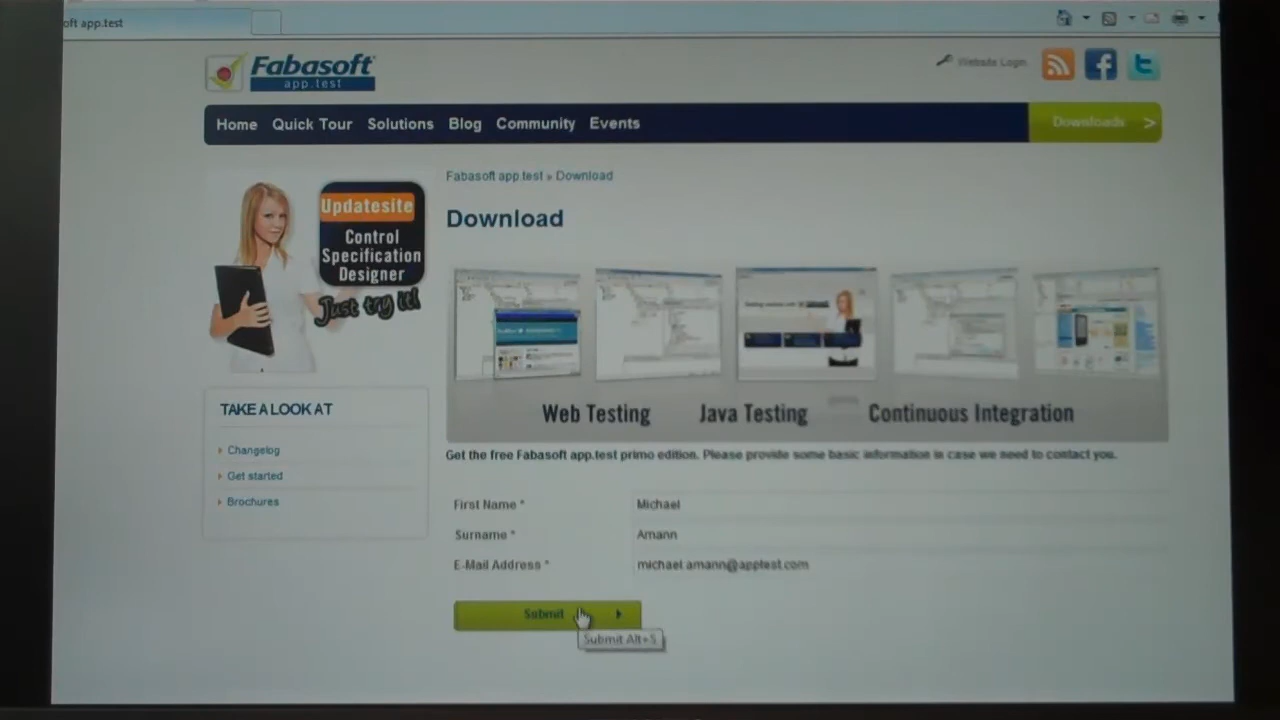 oft app.test
Fabasoft
app.test
Website Login
Home Quick Tour Solutions Blog Community Events
Downloads >
Updatesite
Control
Specification
Designer
Just try it!
Fabasoft app.test » Download
Download
Web Testing Java Testing Continuous Integration
TAKE A LOOK AT
Changelog
Get started
Brochures
Get the free Fabasoft app.test primo edition. Please provide some basic information in case we need to contact you.
First Name * Michael
Surname * Amann
E-Mail Address * michael.amann@apptest.com
Submit
Submit Alt+S